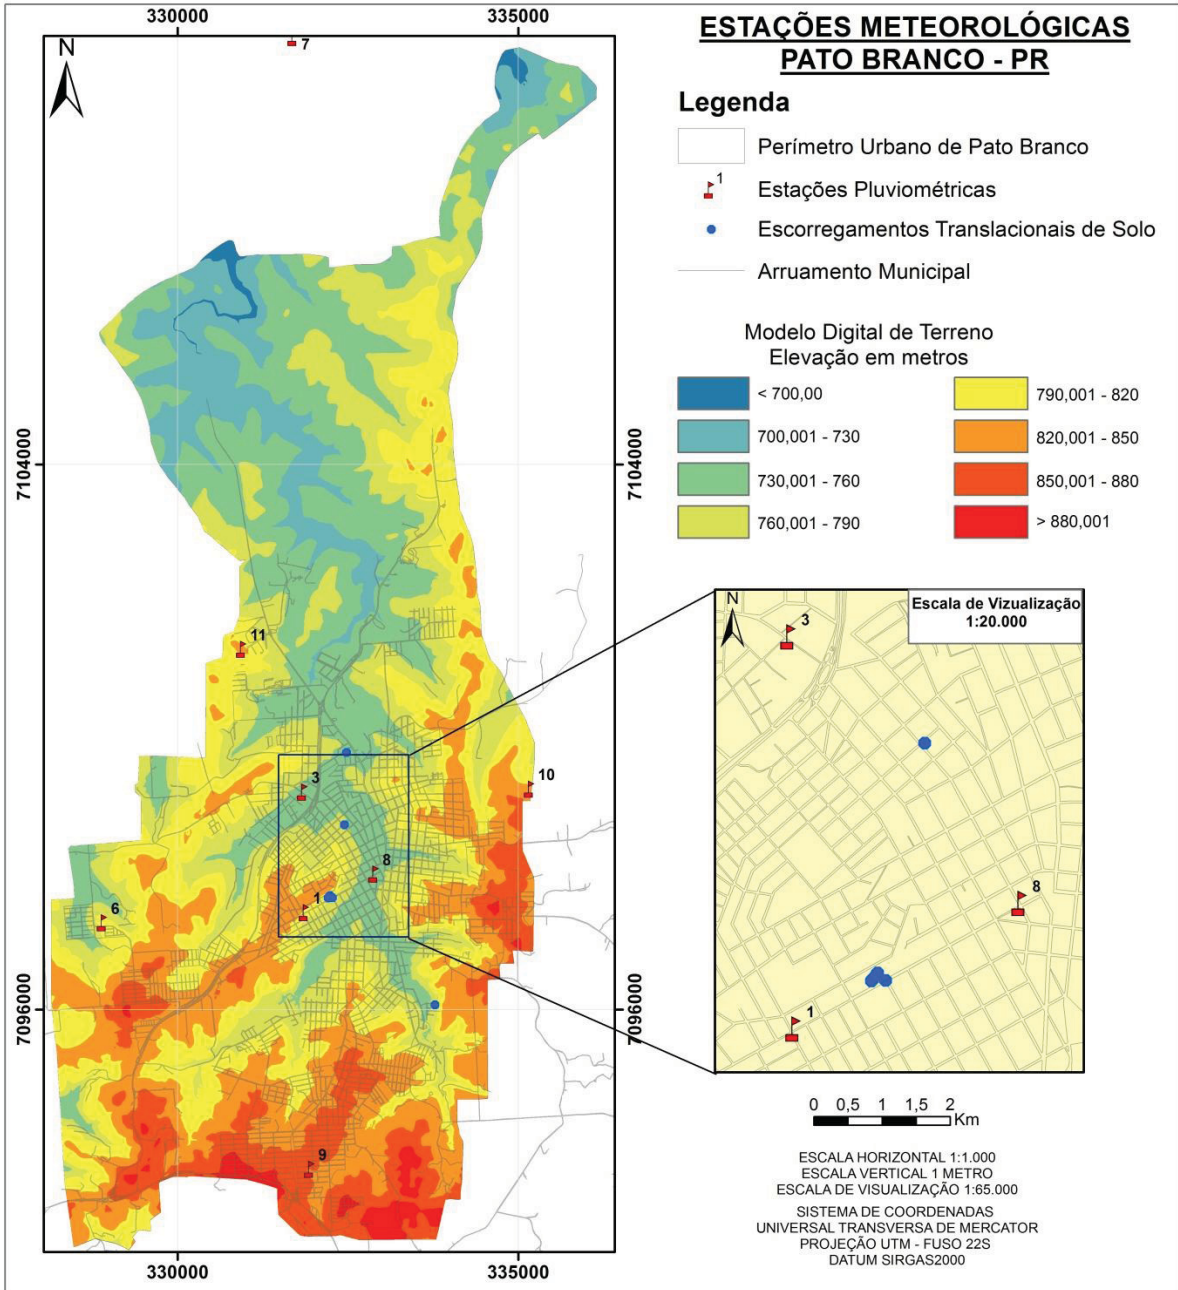 330000
335000
N
7
ESTAÇÕES METEOROLÓGICAS
PATO BRANCO - PR
Legenda
Perímetro Urbano de Pato Branco
1
Estações Pluviométricas
Escorregamentos Translacionais de Solo
Arruamento Municipal
Modelo Digital de Terreno
Elevação em metros
< 700,00
790,001 - 820
700,001 - 730
820,001 - 850
730,001 - 760
850,001 - 880
760,001 - 790
> 880,001
7104000
7104000
11
3
10
8
1
6
7096000
7096000
9
330000
335000
N
Escala de Vizualização
1:20.000
3
8
1
0 0,5 1 1,5 2
Km
ESCALA HORIZONTAL 1:1.000
ESCALA VERTICAL 1 METRO
ESCALA DE VISUALIZAÇÃO 1:65.000
SISTEMA DE COORDENADAS
UNIVERSAL TRANSVERSA DE MERCATOR
PROJEÇÃO UTM - FUSO 22S
DATUM SIRGAS2000